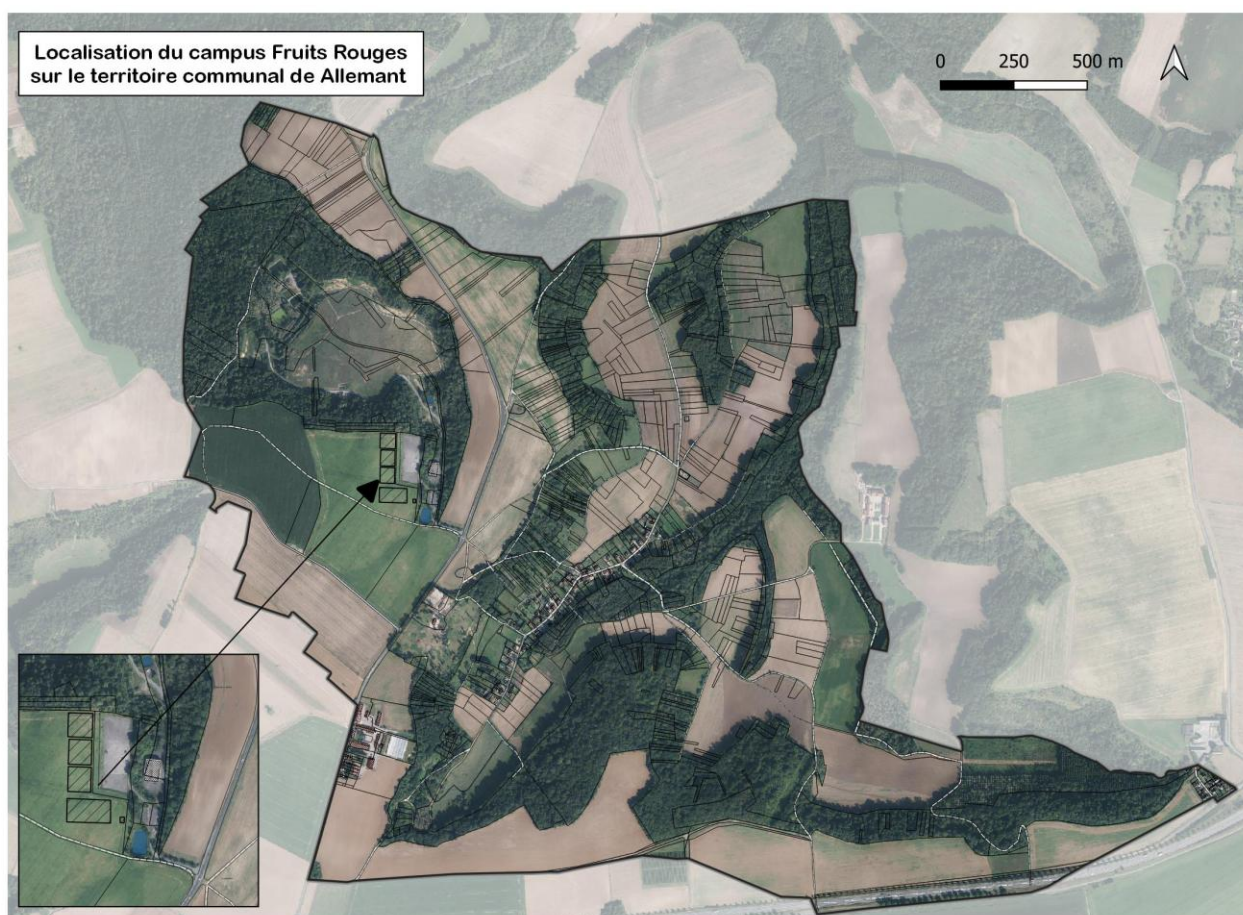 Localisation du campus Fruits Rouges
sur le territoire communal de Allemant
0 250 500 m